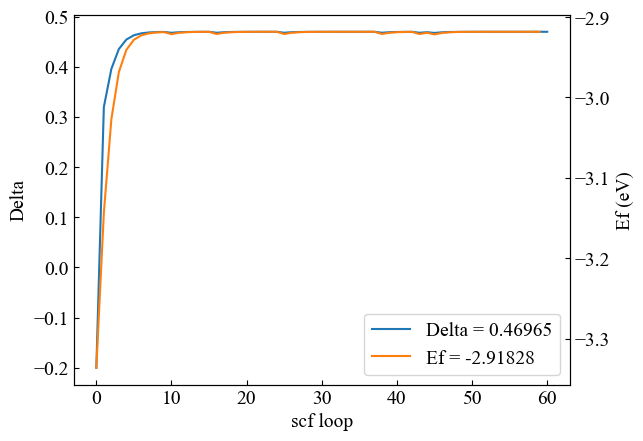 0.5
0.4
0.3
0.2
0.1
0.0
−0.1
−0.2
Delta
−2.9
−3.0
−3.1
−3.2
−3.3
Ef (eV)
Delta = 0.46965
Ef = -2.91828
0 10 20 30 40 50 60
scf loop